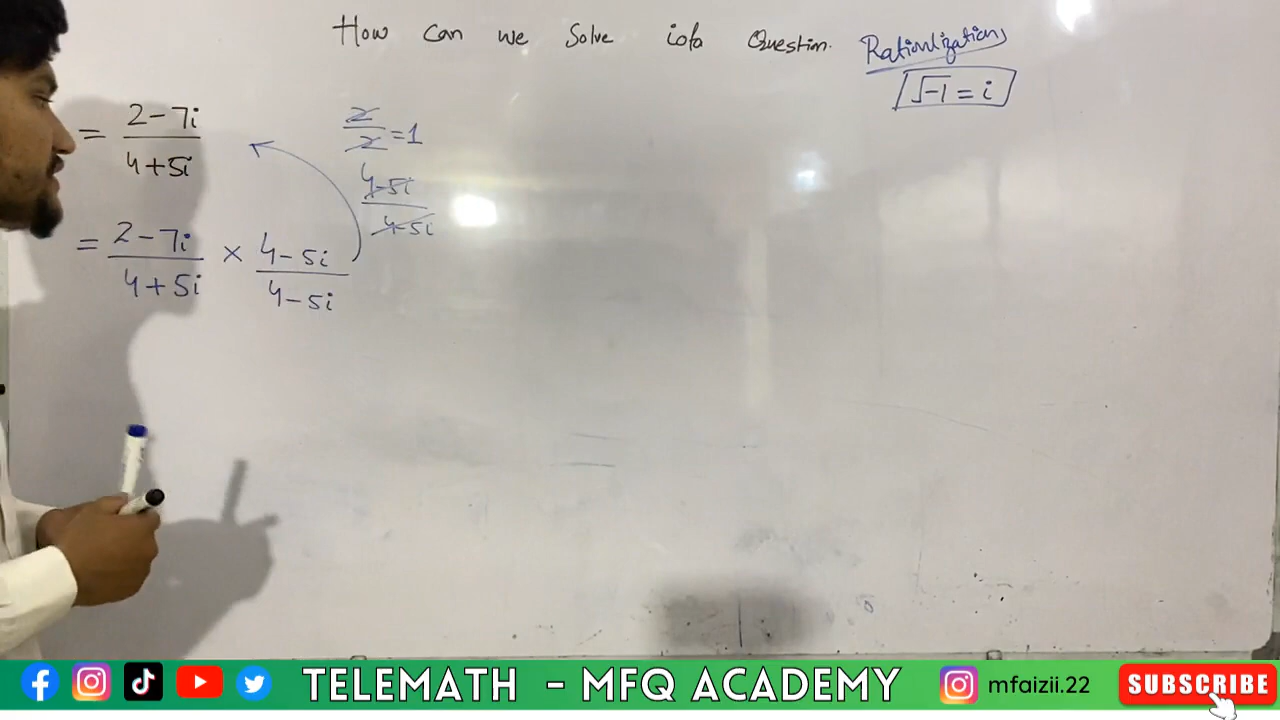 How can we Solve iota Question. Rationlization
√-1 = i
= 2-7i / 4+5i
2/2 = 1
4-5i / 4-5i
= 2-7i / 4+5i × 4-5i / 4-5i
TELEMATH - MFQ ACADEMY mfaizii.22 SUBSCRIBE